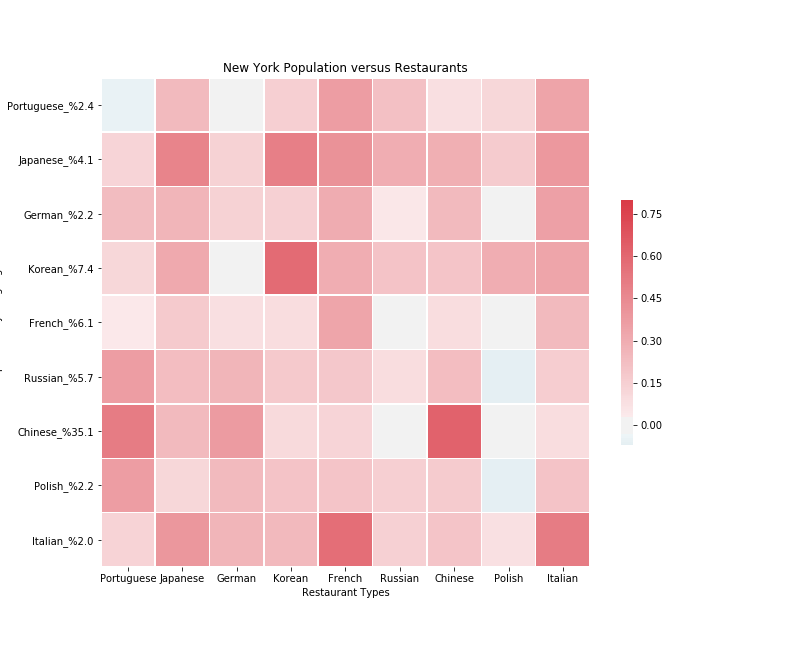 New York Population versus Restaurants
Portuguese_%2.4
Japanese_%4.1
German_%2.2
Korean_%7.4
French_%6.1
Russian_%5.7
Chinese_%35.1
Polish_%2.2
Italian_%2.0
Portuguese Japanese German Korean French Russian Chinese Polish Italian
Restaurant Types
0.75
0.60
0.45
0.30
0.15
0.00